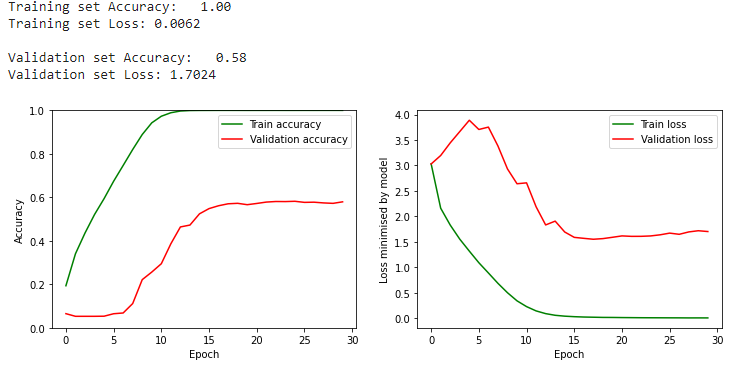 Training set Accuracy:   1.00
Training set Loss: 0.0062
Validation set Accuracy:   0.58
Validation set Loss: 1.7024
1.0
0.8
0.6
0.4
0.2
0.0
Accuracy
Train accuracy
Validation accuracy
0 5 10 15 20 25 30
Epoch
4.0
3.5
3.0
2.5
2.0
1.5
1.0
0.5
0.0
Loss minimised by model
Train loss
Validation loss
0 5 10 15 20 25 30
Epoch